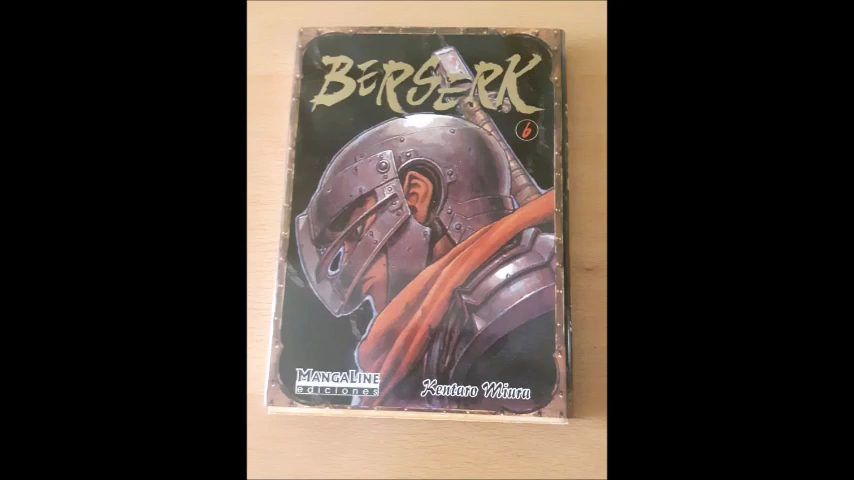 BERSERK
6
MANGALINE
ediciones
Kentaro Miura